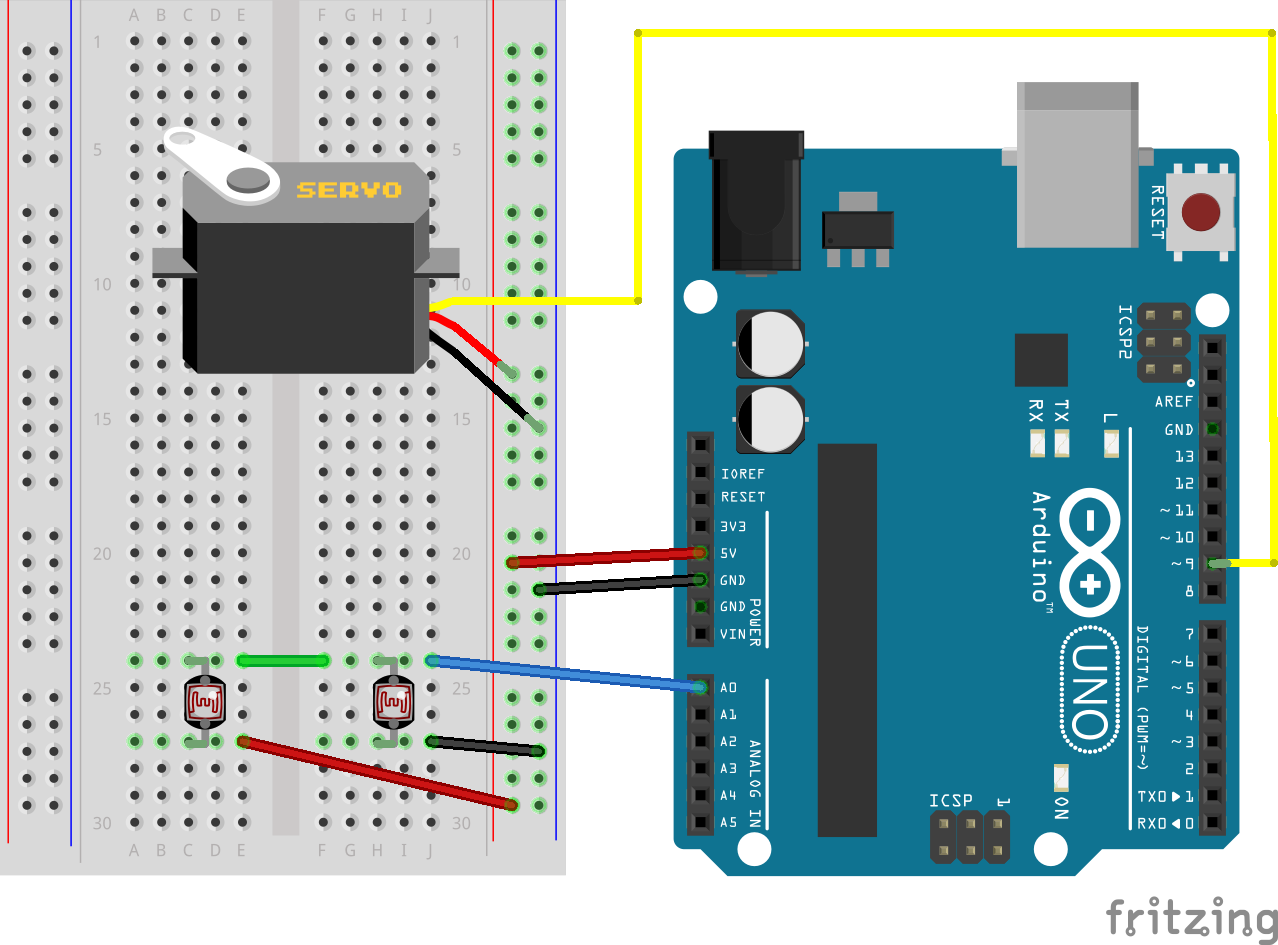 A B C D E F G H I J
1 1
5 5
SERVO
10 10
15 15
20 20
25 25
30 30
A B C D E F G H I J
RESET
ICSP2
AREF
GND
13
12
~11
~10
~9
8
7
~6
~5
4
~3
2
TX0▶1
RX0◀0
RX
TX
L
IOREF
RESET
3V3
5V
GND
GND
VIN
POWER
A0
A1
A2
A3
A4
A5
ANALOG IN
Arduino™
UNO
DIGITAL (PWM=~)
ICSP
1
ON
fritzing